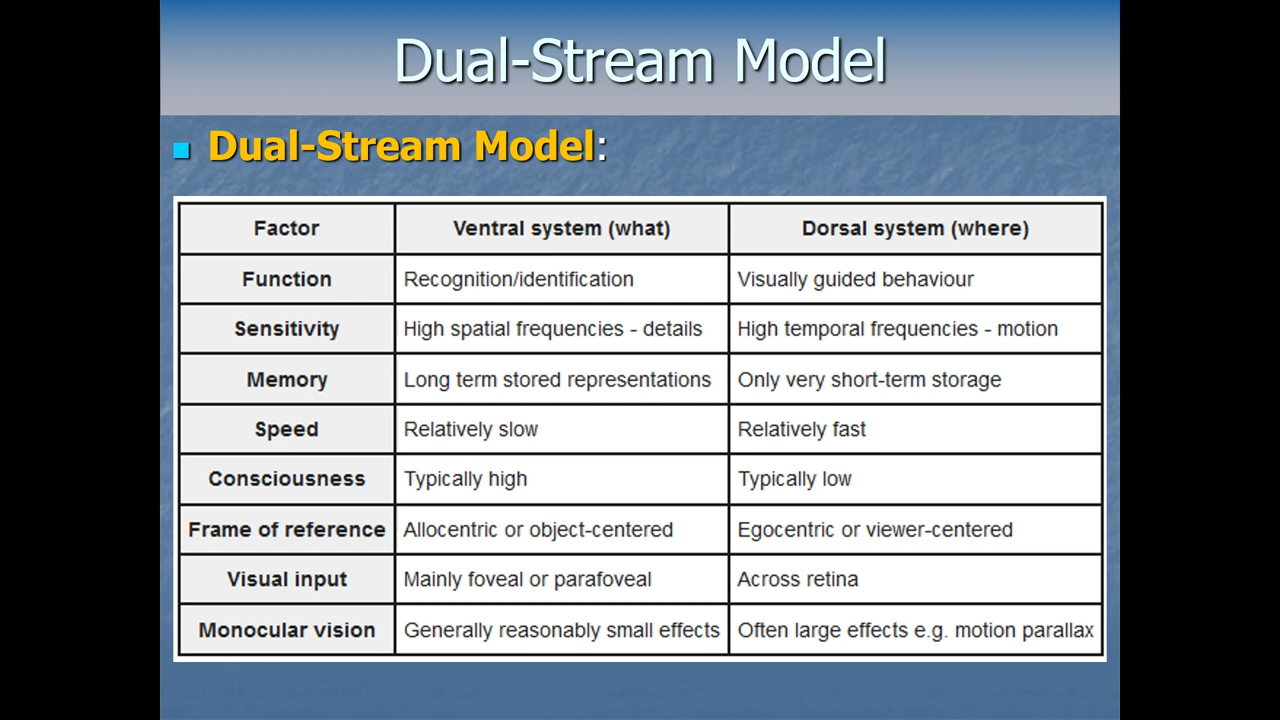 Dual-Stream Model
Dual-Stream Model:
Factor Ventral system (what) Dorsal system (where)
Function Recognition/identification Visually guided behaviour
Sensitivity High spatial frequencies - details High temporal frequencies - motion
Memory Long term stored representations Only very short-term storage
Speed Relatively slow Relatively fast
Consciousness Typically high Typically low
Frame of reference Allocentric or object-centered Egocentric or viewer-centered
Visual input Mainly foveal or parafoveal Across retina
Monocular vision Generally reasonably small effects Often large effects e.g. motion parallax